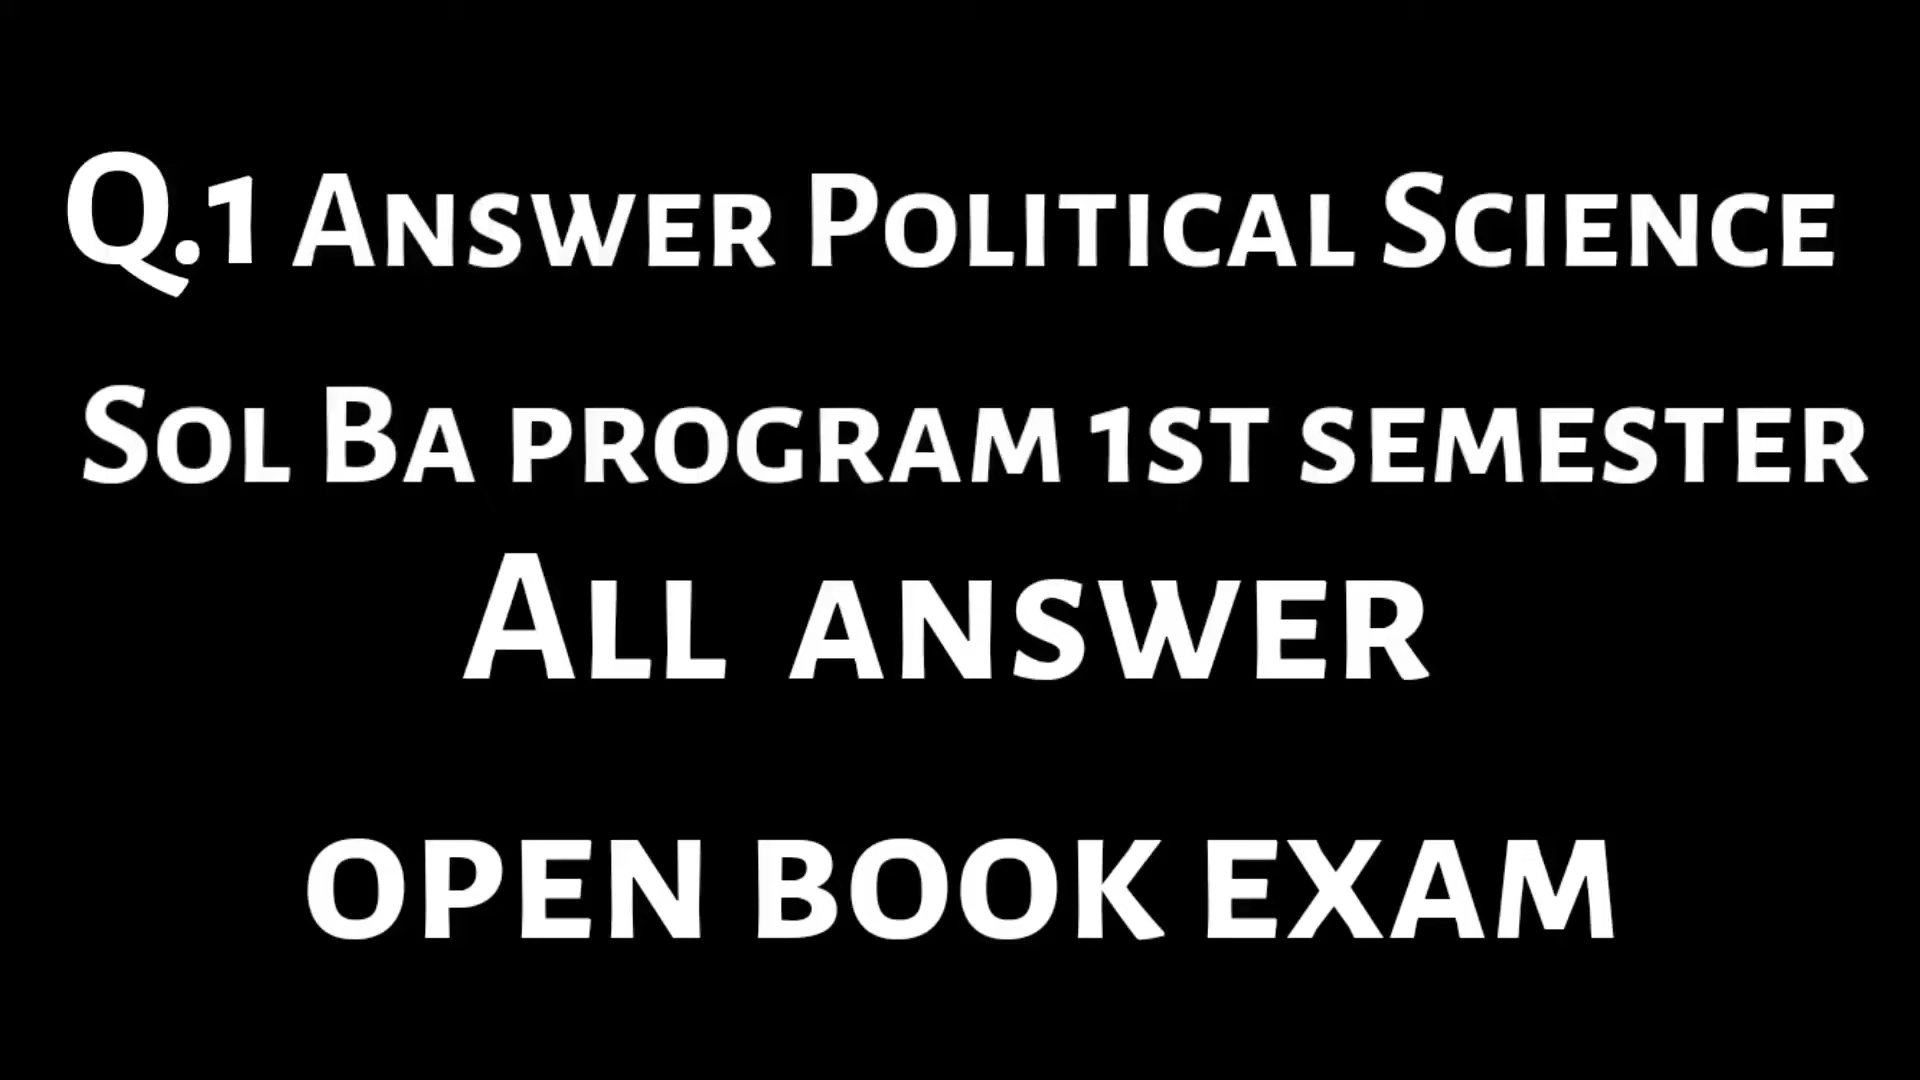 Q.1 Answer Political Science
Sol Ba program 1st semester
All answer
open book exam